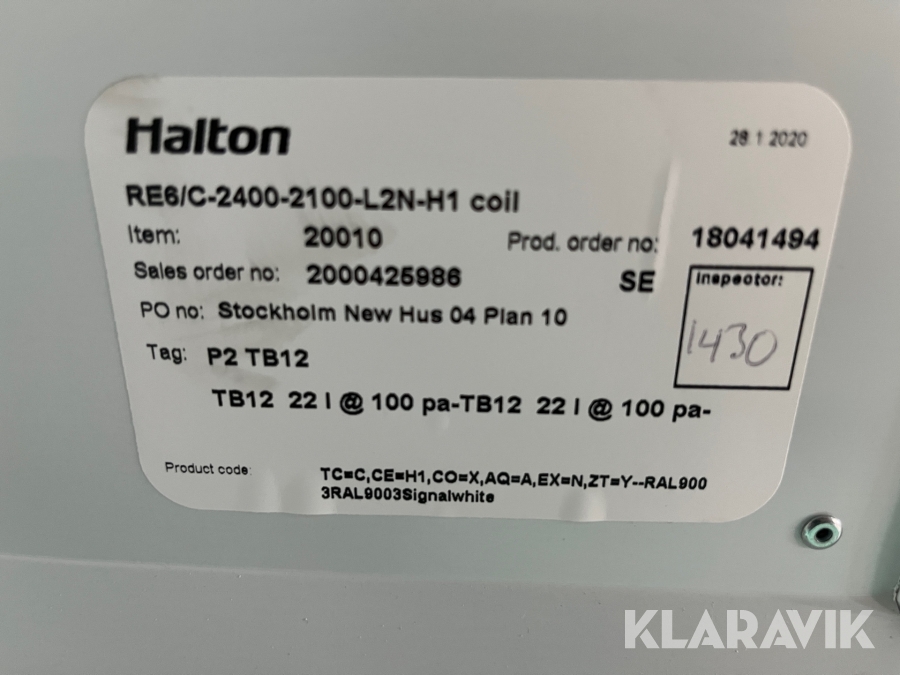 Halton
28.1.2020
RE6/C-2400-2100-L2N-H1 coil
Item: 20010 Prod. order no: 18041494
Sales order no: 2000425986 SE
Inspector:
1430
PO no: Stockholm New Hus 04 Plan 10
Tag: P2 TB12
TB12 22 l @ 100 pa-TB12 22 l @ 100 pa-
Product code: TC=C,CE=H1,CO=X,AQ=A,EX=N,ZT=Y--RAL900
3RAL9003Signalwhite
KLARAVIK